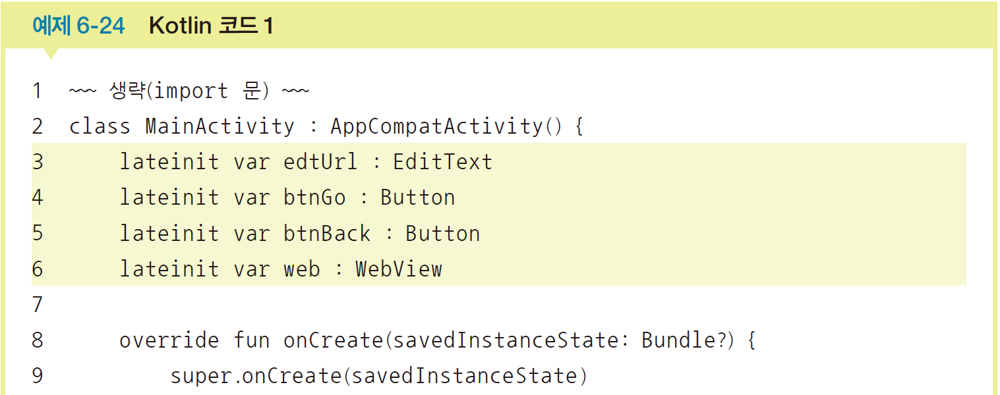 예제 6-24 Kotlin 코드 1
1 ~~~ 생략(import 문) ~~~
2 class MainActivity : AppCompatActivity() {
3 lateinit var edtUrl : EditText
4 lateinit var btnGo : Button
5 lateinit var btnBack : Button
6 lateinit var web : WebView
7
8 override fun onCreate(savedInstanceState: Bundle?) {
9 super.onCreate(savedInstanceState)